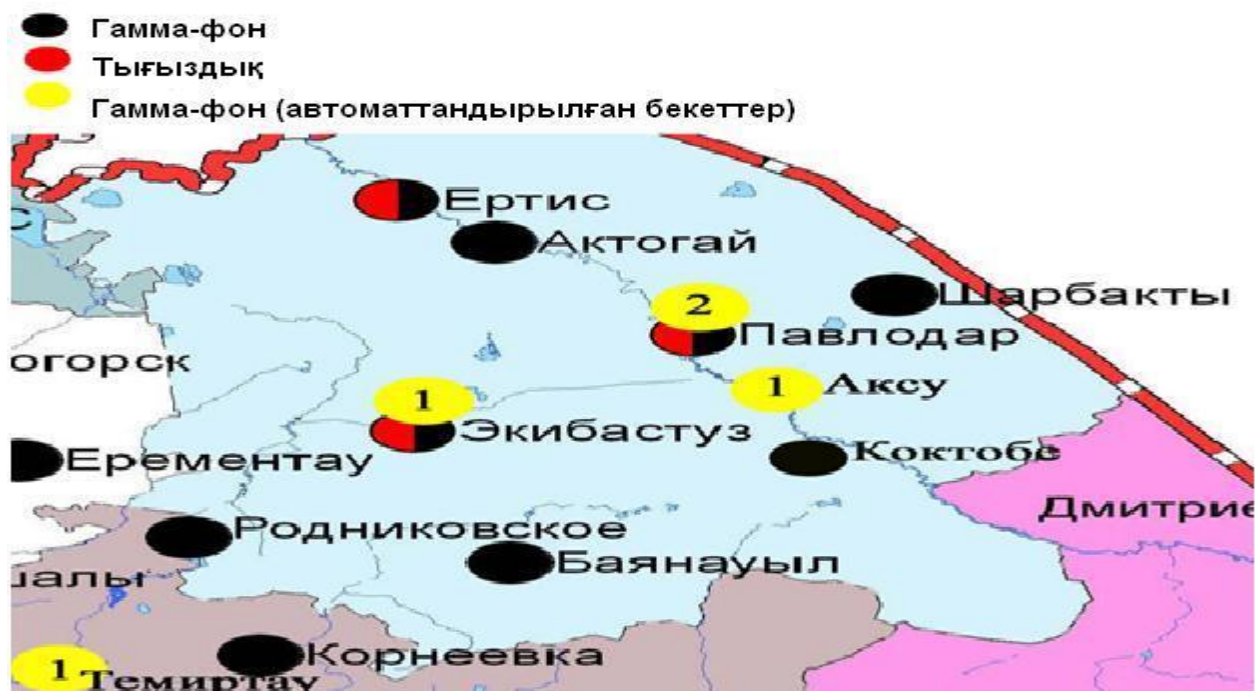 Гамма-фон
Тығыздық
Гамма-фон (автоматтандырылған бекеттер)
Ертис
Актогай
С
Шарбакты
2
Павлодар
огорск
1
Аксу
1
Экибастуз
Коктобе
Ерементау
Дмитрие
Родниковское
Баянауыл
шалы
Корнеевка
1
Темиртау